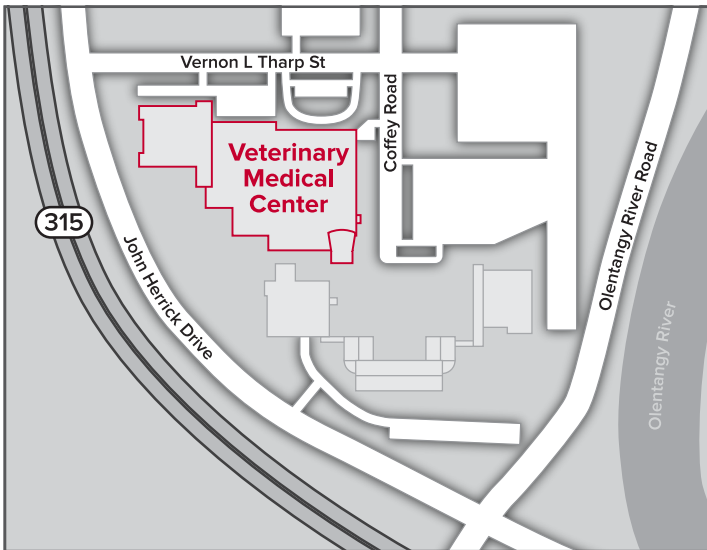 Vernon L Tharp St
Coffey Road
Veterinary
Medical
Center
315
John Herrick Drive
Olentangy River Road
Olentangy River